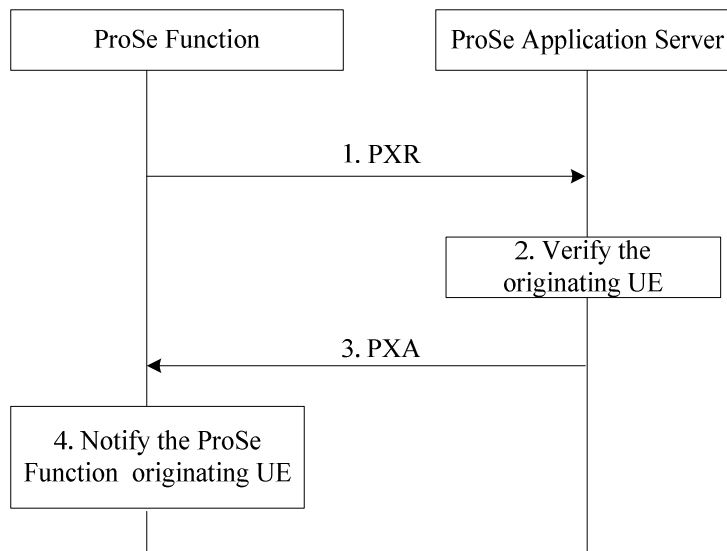 ProSe Function
ProSe Application Server
1. PXR
2. Verify the
originating UE
3. PXA
4. Notify the ProSe
Function originating UE